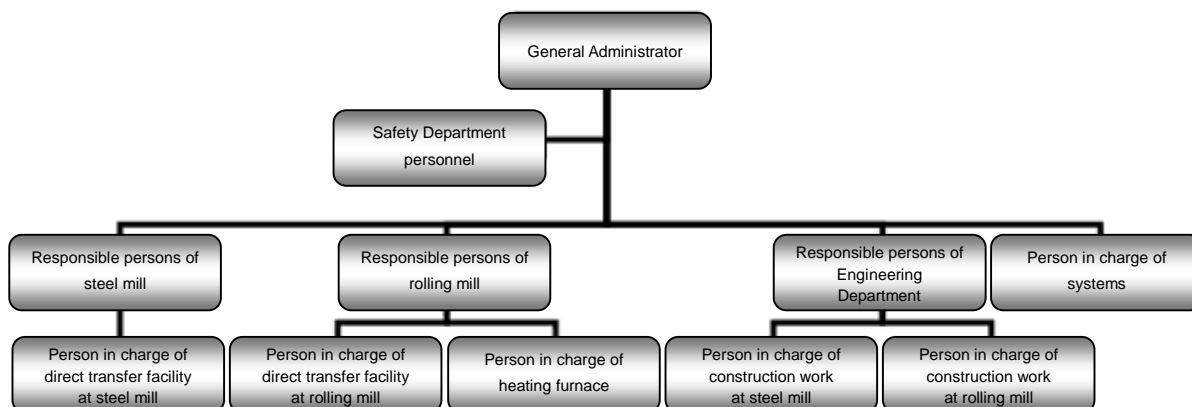 General Administrator
Safety Department
personnel
Responsible persons of
steel mill
Responsible persons of
rolling mill
Responsible persons of
Engineering
Department
Person in charge of
systems
Person in charge of
direct transfer facility
at steel mill
Person in charge of
direct transfer facility
at rolling mill
Person in charge of
heating furnace
Person in charge of
construction work
at steel mill
Person in charge of
construction work
at rolling mill